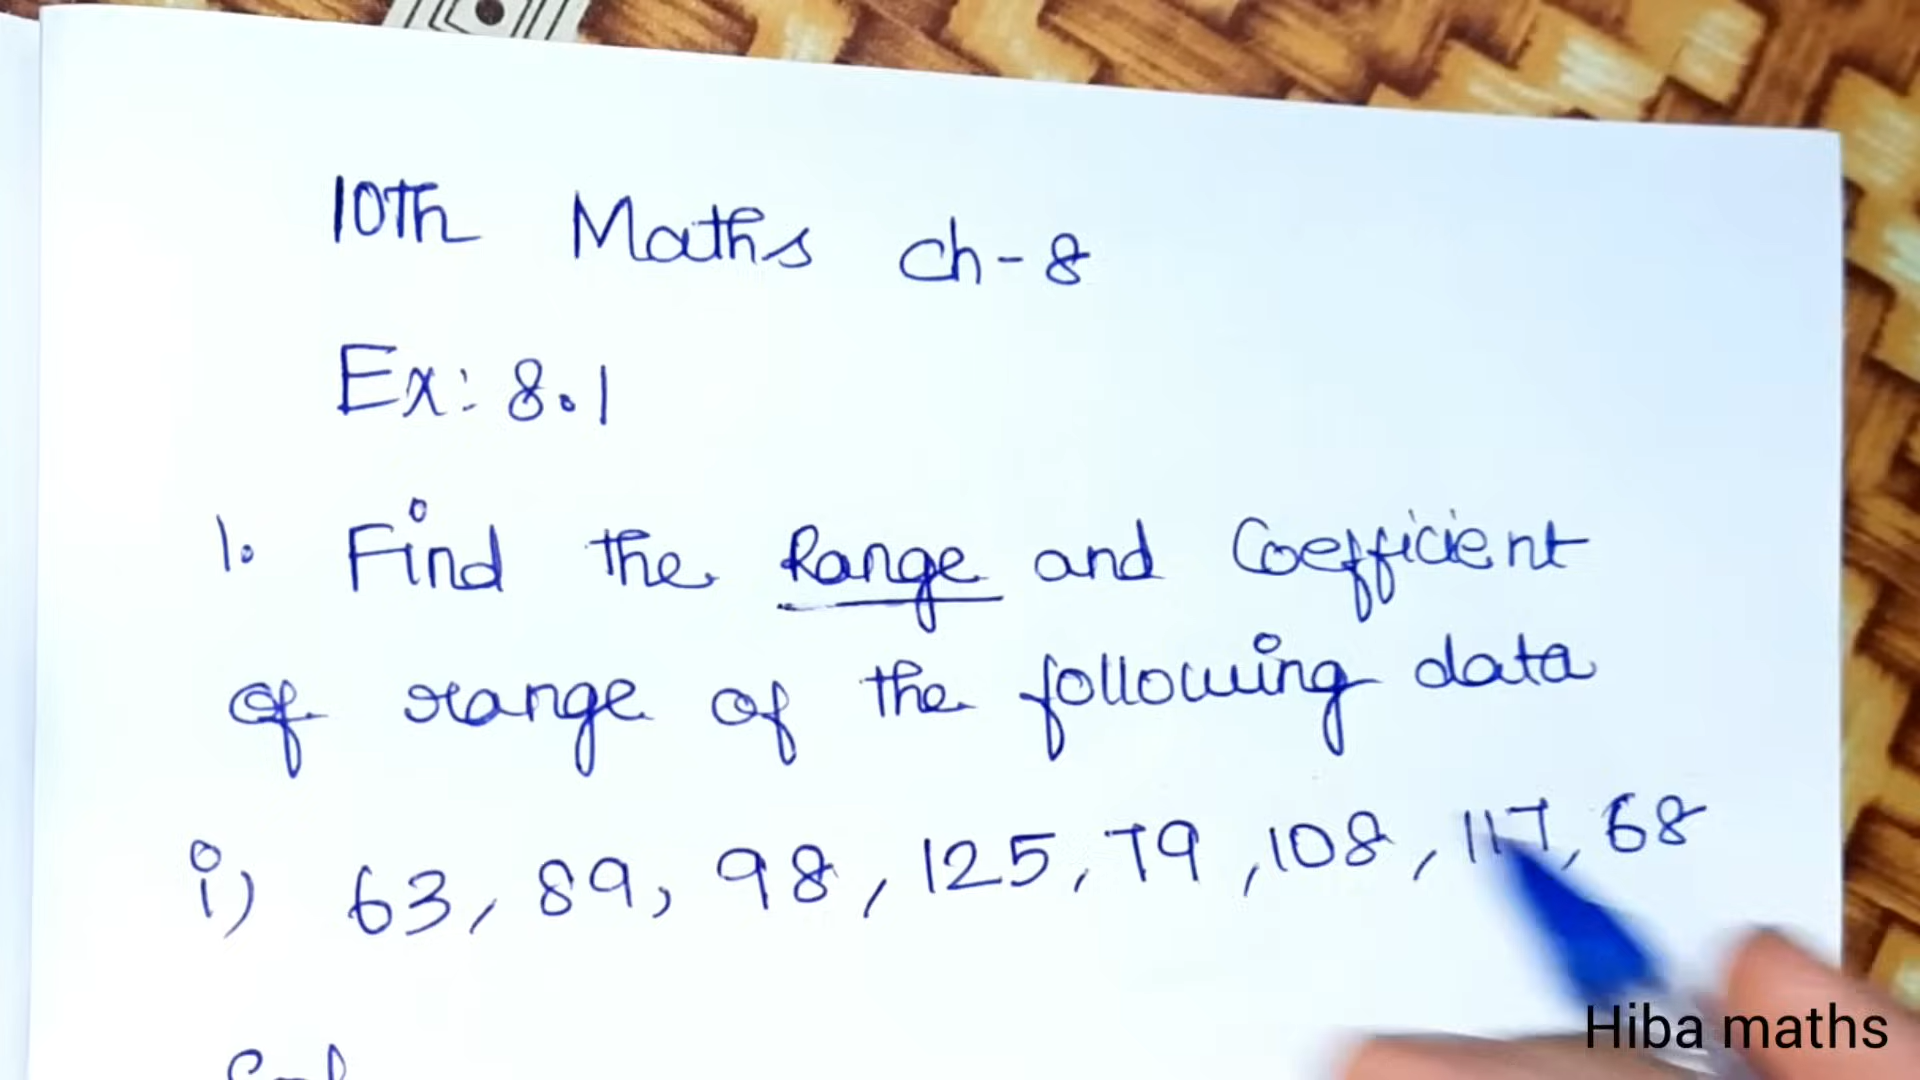 10Th Maths ch-8
Ex: 8.1
1. Find the Range and Coefficient
of range of the following data
i) 63, 89, 98, 125, 79, 108, 117, 68
Hiba maths